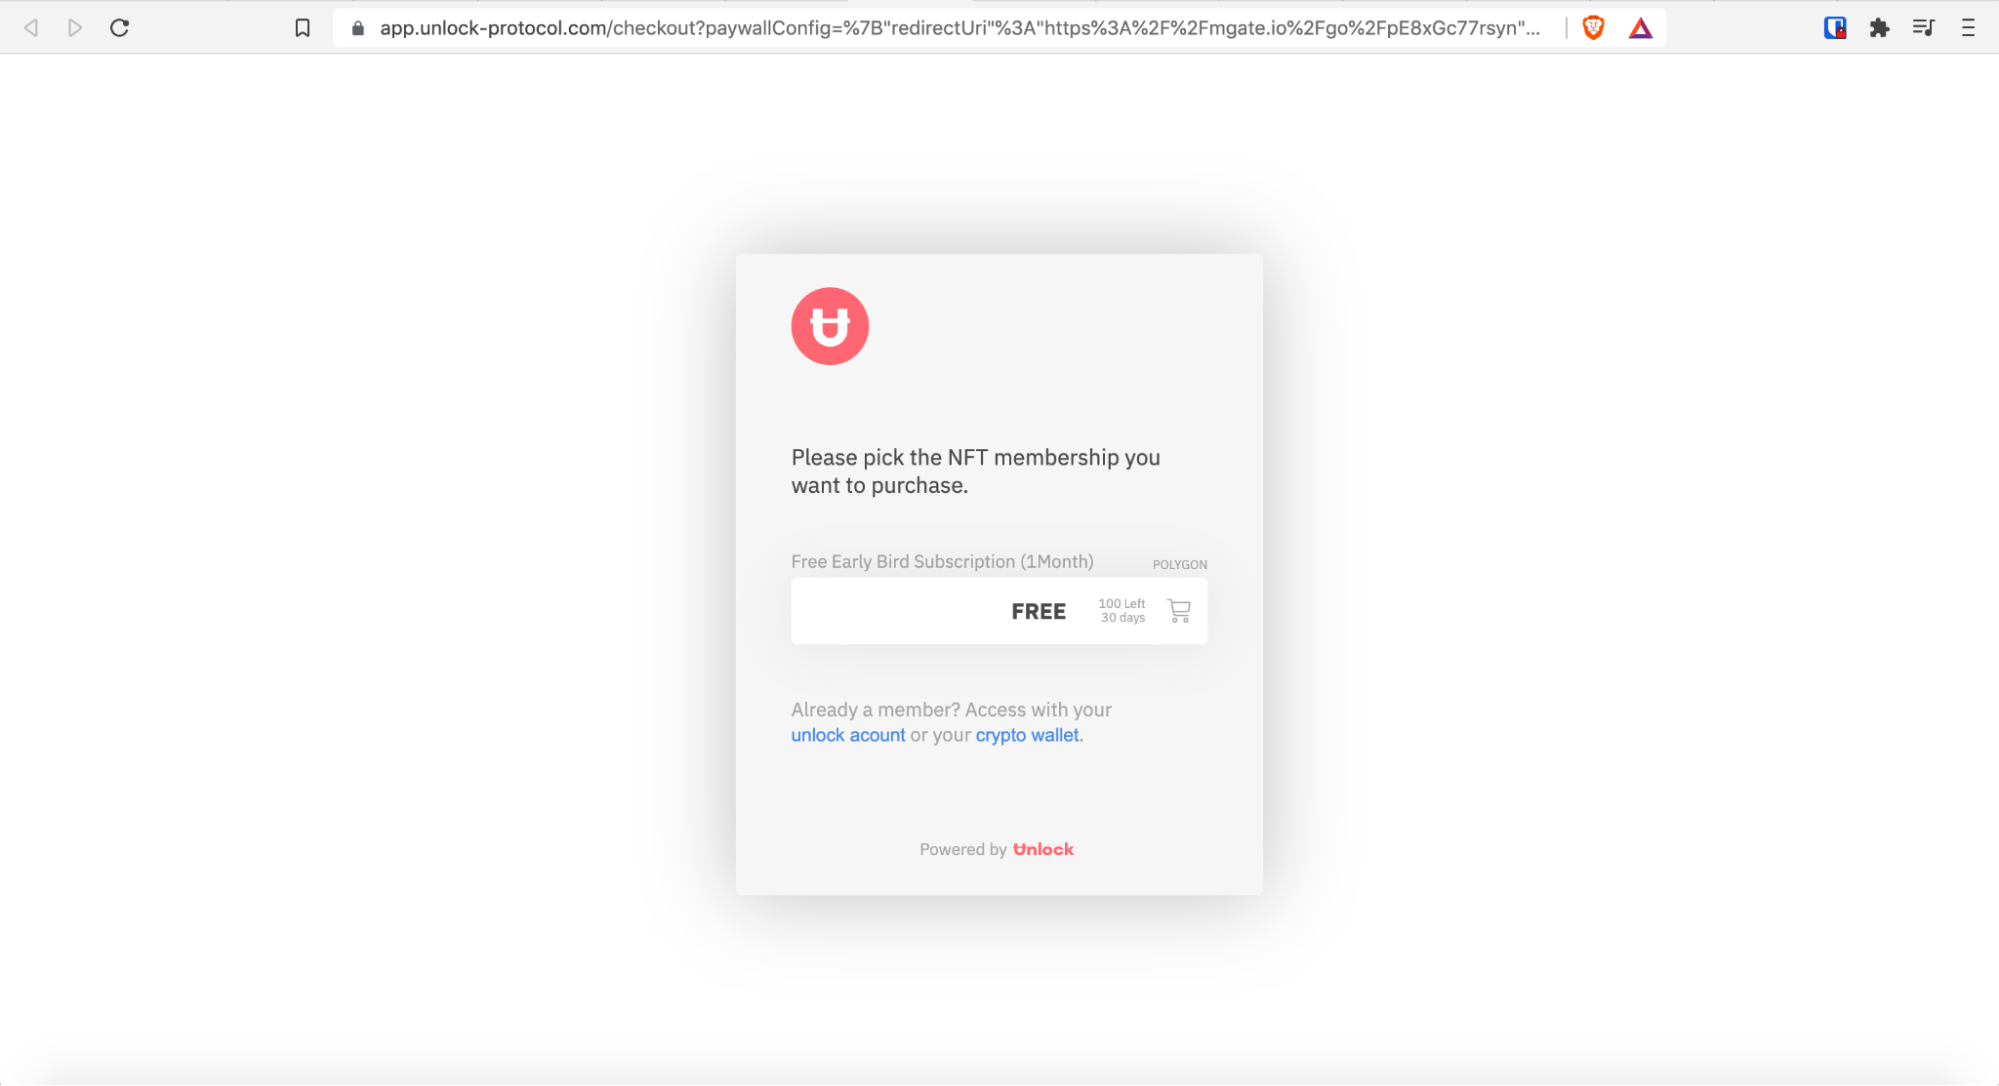 app.unlock-protocol.com/checkout?paywallConfig=%7B"redirectUri"%3A"https%3A%2F%2Fmgate.io%2Fgo%2FpE8xGc77rsyn"...
Please pick the NFT membership you
want to purchase.
Free Early Bird Subscription (1Month) POLYGON
FREE
100 Left
30 days
Already a member? Access with your
unlock acount or your crypto wallet.
Powered by Unlock